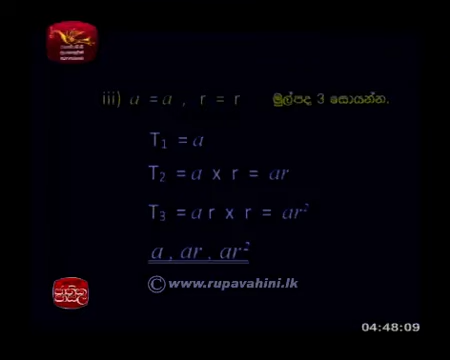 iii) a = a , r = r මුල්පද 3 සොයන්න.
T₁ = a
T₂ = a x r = ar
T₃ = a r x r = ar²
a , ar , ar²
© www.rupavahini.lk
04:48:09